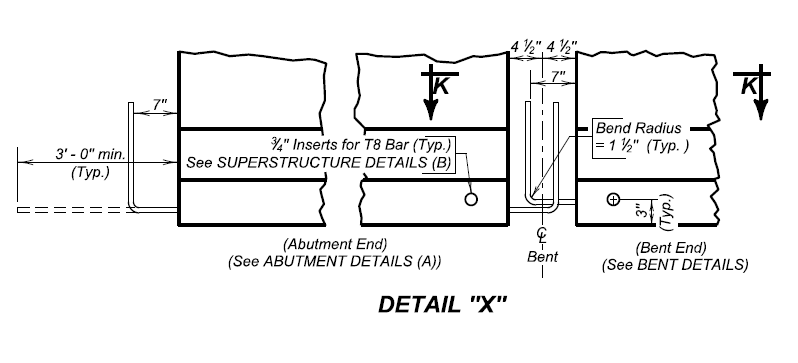 4 ½" 4 ½"
7"
K
K
7"
¾" Inserts for T8 Bar (Typ.)
See SUPERSTRUCTURE DETAILS (B)
Bend Radius
= 1 ½" (Typ. )
3' - 0" min.
(Typ.)
3"
(Typ.)
℄
Bent
(Abutment End)
(See ABUTMENT DETAILS (A))
(Bent End)
(See BENT DETAILS)
DETAIL "X"